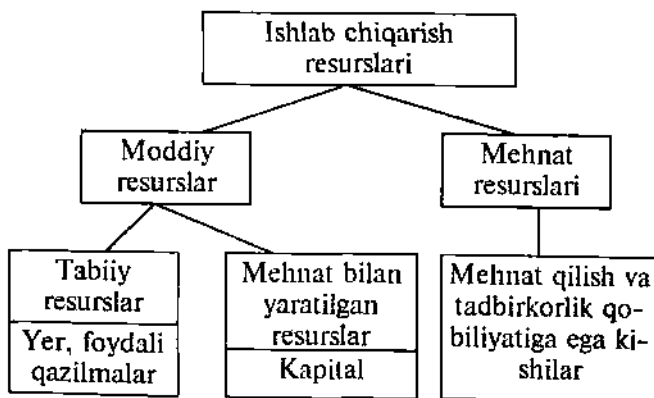 Ishlab chiqarish
resurslari
Moddiy
resurslar
Mehnat
resurslari
Tabiiy
resurslar
Yer, foydali
qazilmalar
Mehnat bilan
yaratilgan
resurslar
Kapital
Mehnat qilish va
tadbirkorlik qo-
biliyatiga ega ki-
shilar